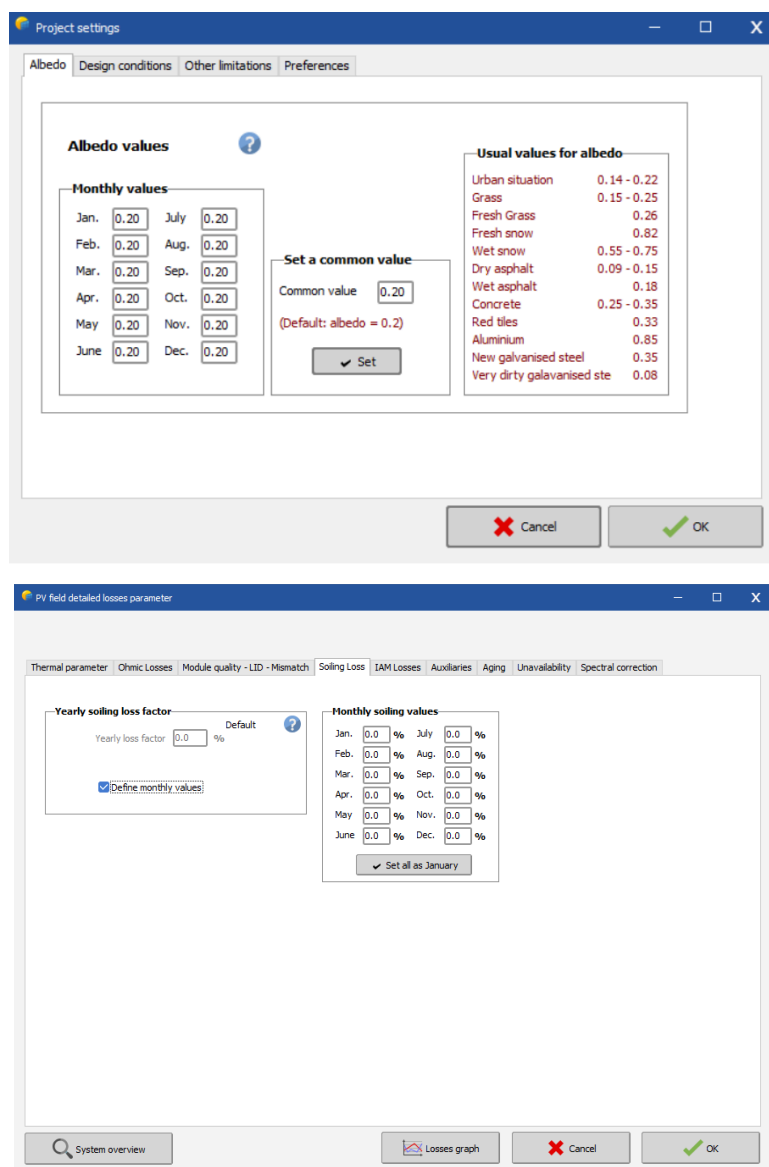 Project settings
Albedo Design conditions Other limitations Preferences
Albedo values
Monthly values
Jan. 0.20 July 0.20
Feb. 0.20 Aug. 0.20
Mar. 0.20 Sep. 0.20
Apr. 0.20 Oct. 0.20
May 0.20 Nov. 0.20
June 0.20 Dec. 0.20
Set a common value
Common value 0.20
(Default: albedo = 0.2)
Set
Usual values for albedo
Urban situation 0.14 - 0.22
Grass 0.15 - 0.25
Fresh Grass 0.26
Fresh snow 0.82
Wet snow 0.55 - 0.75
Dry asphalt 0.09 - 0.15
Wet asphalt 0.18
Concrete 0.25 - 0.35
Red tiles 0.33
Aluminium 0.85
New galvanised steel 0.35
Very dirty galavanised ste 0.08
Cancel OK
PV field detailed losses parameter
Thermal parameter Ohmic Losses Module quality - LID - Mismatch Soiling Loss IAM Losses Auxiliaries Aging Unavailability Spectral correction
Yearly soiling loss factor
Default
Yearly loss factor 0.0 %
Define monthly values
Monthly soiling values
Jan. 0.0 % July 0.0 %
Feb. 0.0 % Aug. 0.0 %
Mar. 0.0 % Sep. 0.0 %
Apr. 0.0 % Oct. 0.0 %
May 0.0 % Nov. 0.0 %
June 0.0 % Dec. 0.0 %
Set all as January
System overview Losses graph Cancel OK